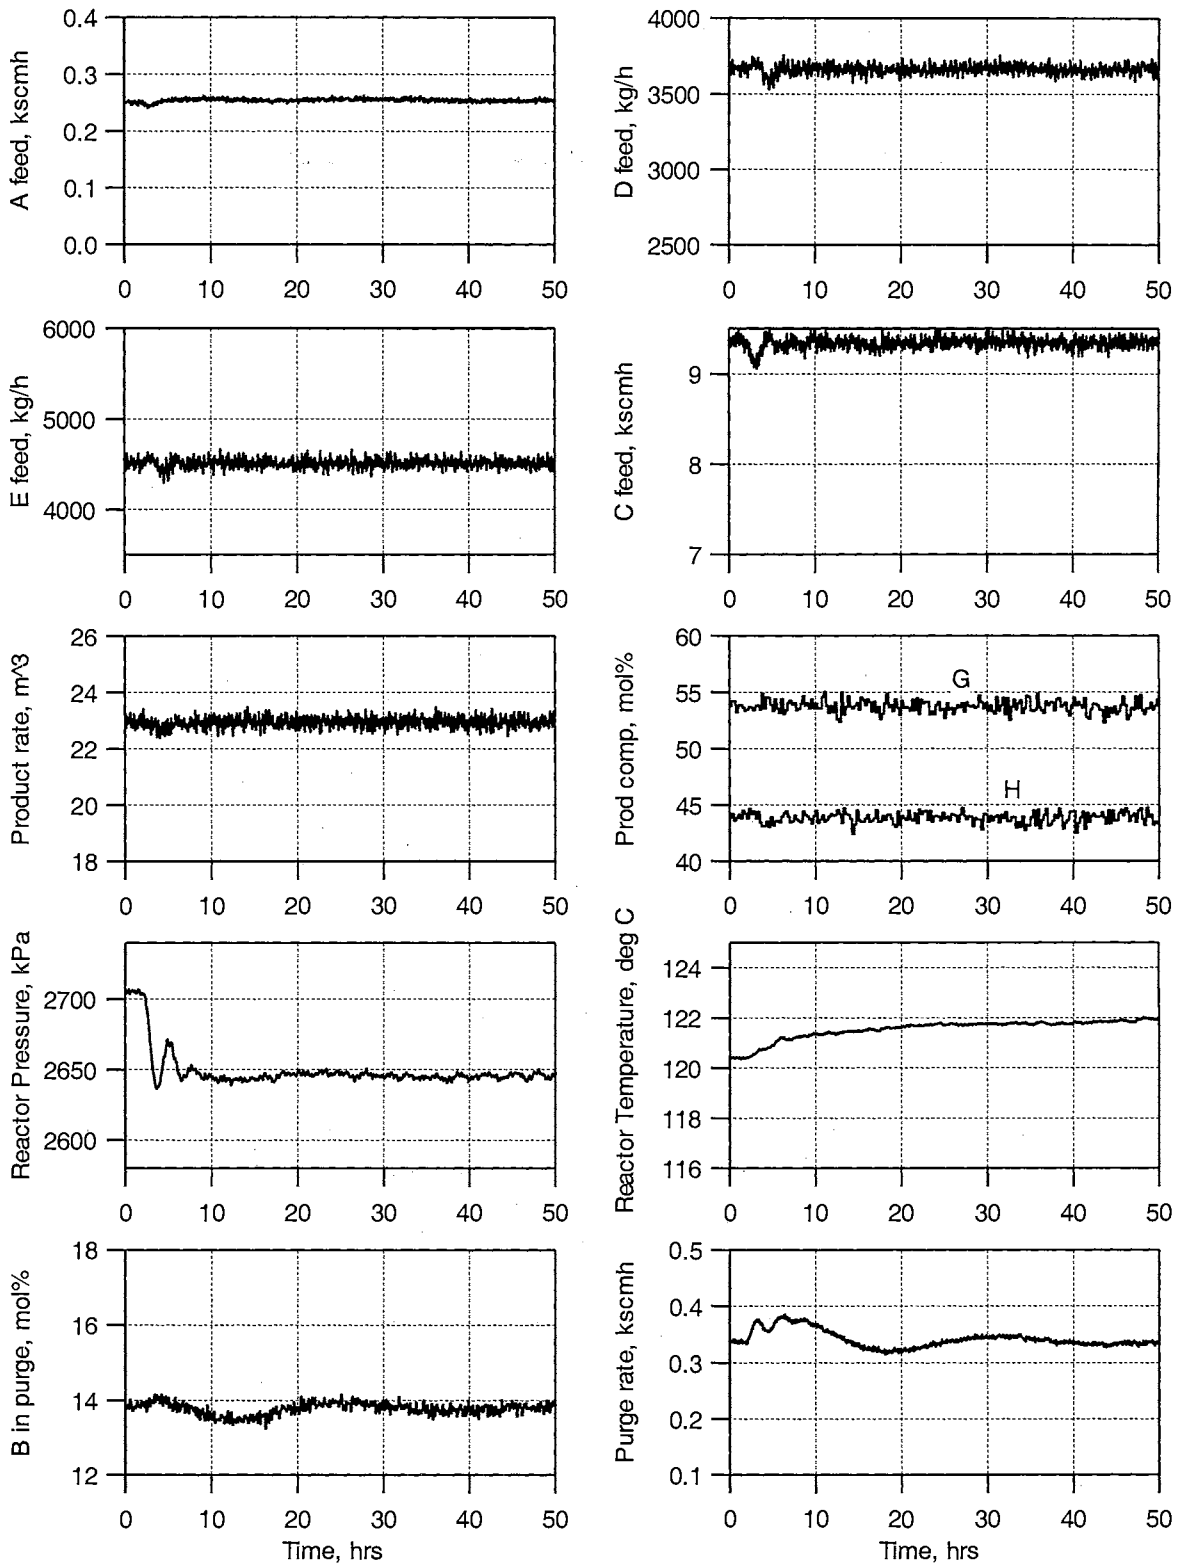 A feed, kscmh
0.4
0.3
0.2
0.1
0.0
0 10 20 30 40 50
D feed, kg/h
4000
3500
3000
2500
0 10 20 30 40 50
E feed, kg/h
6000
5000
4000
0 10 20 30 40 50
C feed, kscmh
9
8
7
0 10 20 30 40 50
Product rate, m^3
26
24
22
20
18
0 10 20 30 40 50
Prod comp, mol%
60
55
50
45
40
G
H
0 10 20 30 40 50
Reactor Pressure, kPa
2700
2650
2600
0 10 20 30 40 50
Reactor Temperature, deg C
124
122
120
118
116
0 10 20 30 40 50
B in purge, mol%
18
16
14
12
0 10 20 30 40 50
Time, hrs
Purge rate, kscmh
0.5
0.4
0.3
0.2
0.1
0 10 20 30 40 50
Time, hrs